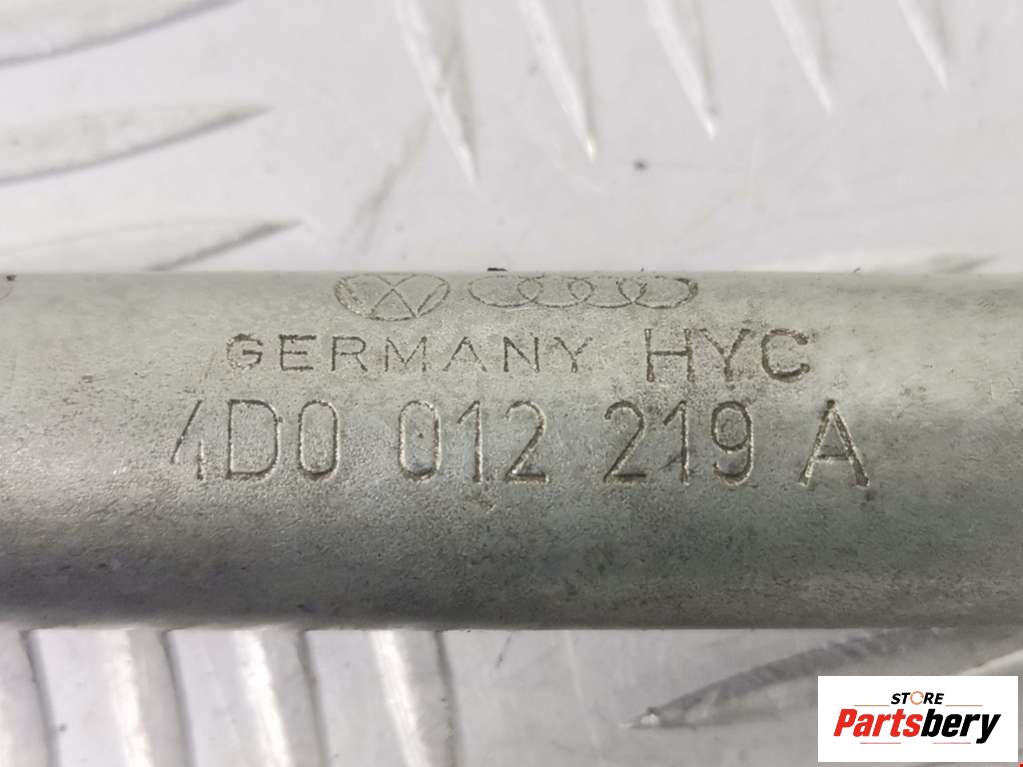 GERMANY HYC
4D0 012 219 A
STORE
Partsbery